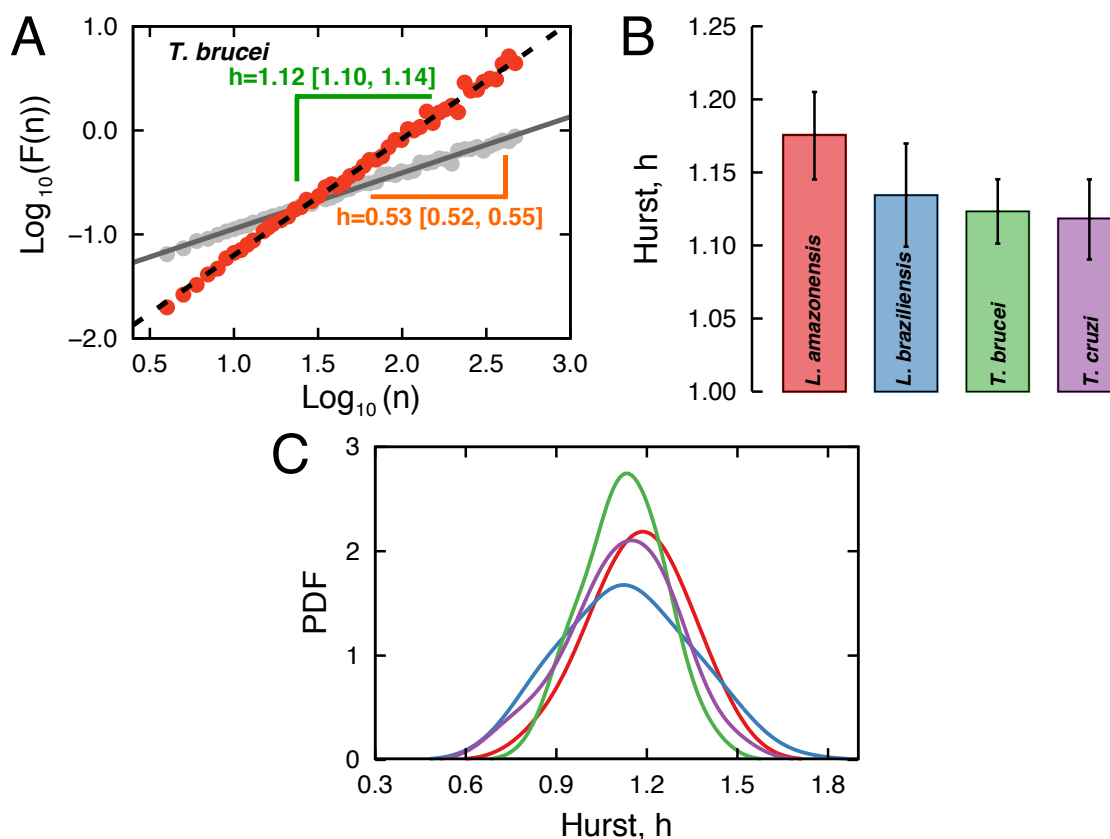 A
T. brucei
h=1.12 [1.10, 1.14]
h=0.53 [0.52, 0.55]
1.0
0.0
−1.0
−2.0
Log₁₀(F(n))
0.5 1.0 1.5 2.0 2.5 3.0
Log₁₀(n)
B
1.25
1.20
1.15
1.10
1.05
1.00
Hurst, h
L. amazonensis
L. braziliensis
T. brucei
T. cruzi
C
3
2
1
0
PDF
0.3 0.6 0.9 1.2 1.5 1.8
Hurst, h